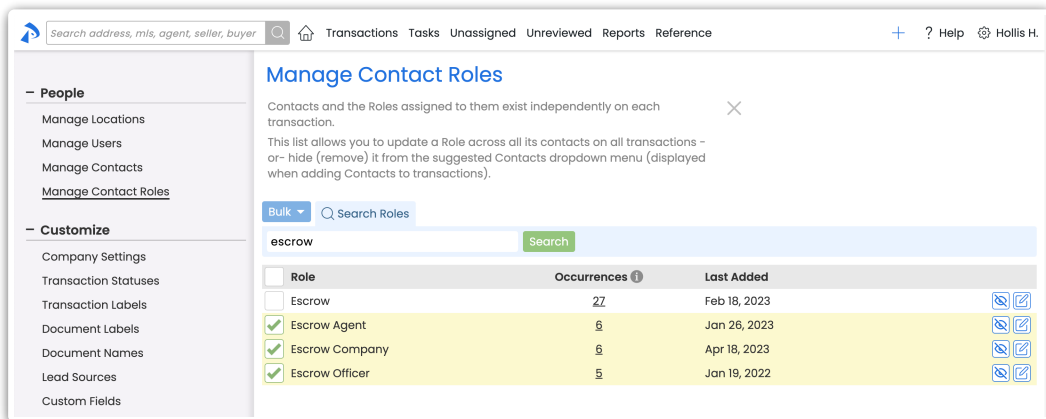 Search address, mls, agent, seller, buyer
Transactions Tasks Unassigned Unreviewed Reports Reference
+ ? Help Hollis H.
− People
Manage Locations
Manage Users
Manage Contacts
Manage Contact Roles
− Customize
Company Settings
Transaction Statuses
Transaction Labels
Document Labels
Document Names
Lead Sources
Custom Fields
Manage Contact Roles
Contacts and the Roles assigned to them exist independently on each
transaction.
This list allows you to update a Role across all its contacts on all transactions -
or- hide (remove) it from the suggested Contacts dropdown menu (displayed
when adding Contacts to transactions).
Bulk Search Roles
escrow Search
Role Occurrences i Last Added
Escrow 27 Feb 18, 2023
Escrow Agent 6 Jan 26, 2023
Escrow Company 6 Apr 18, 2023
Escrow Officer 5 Jan 19, 2022